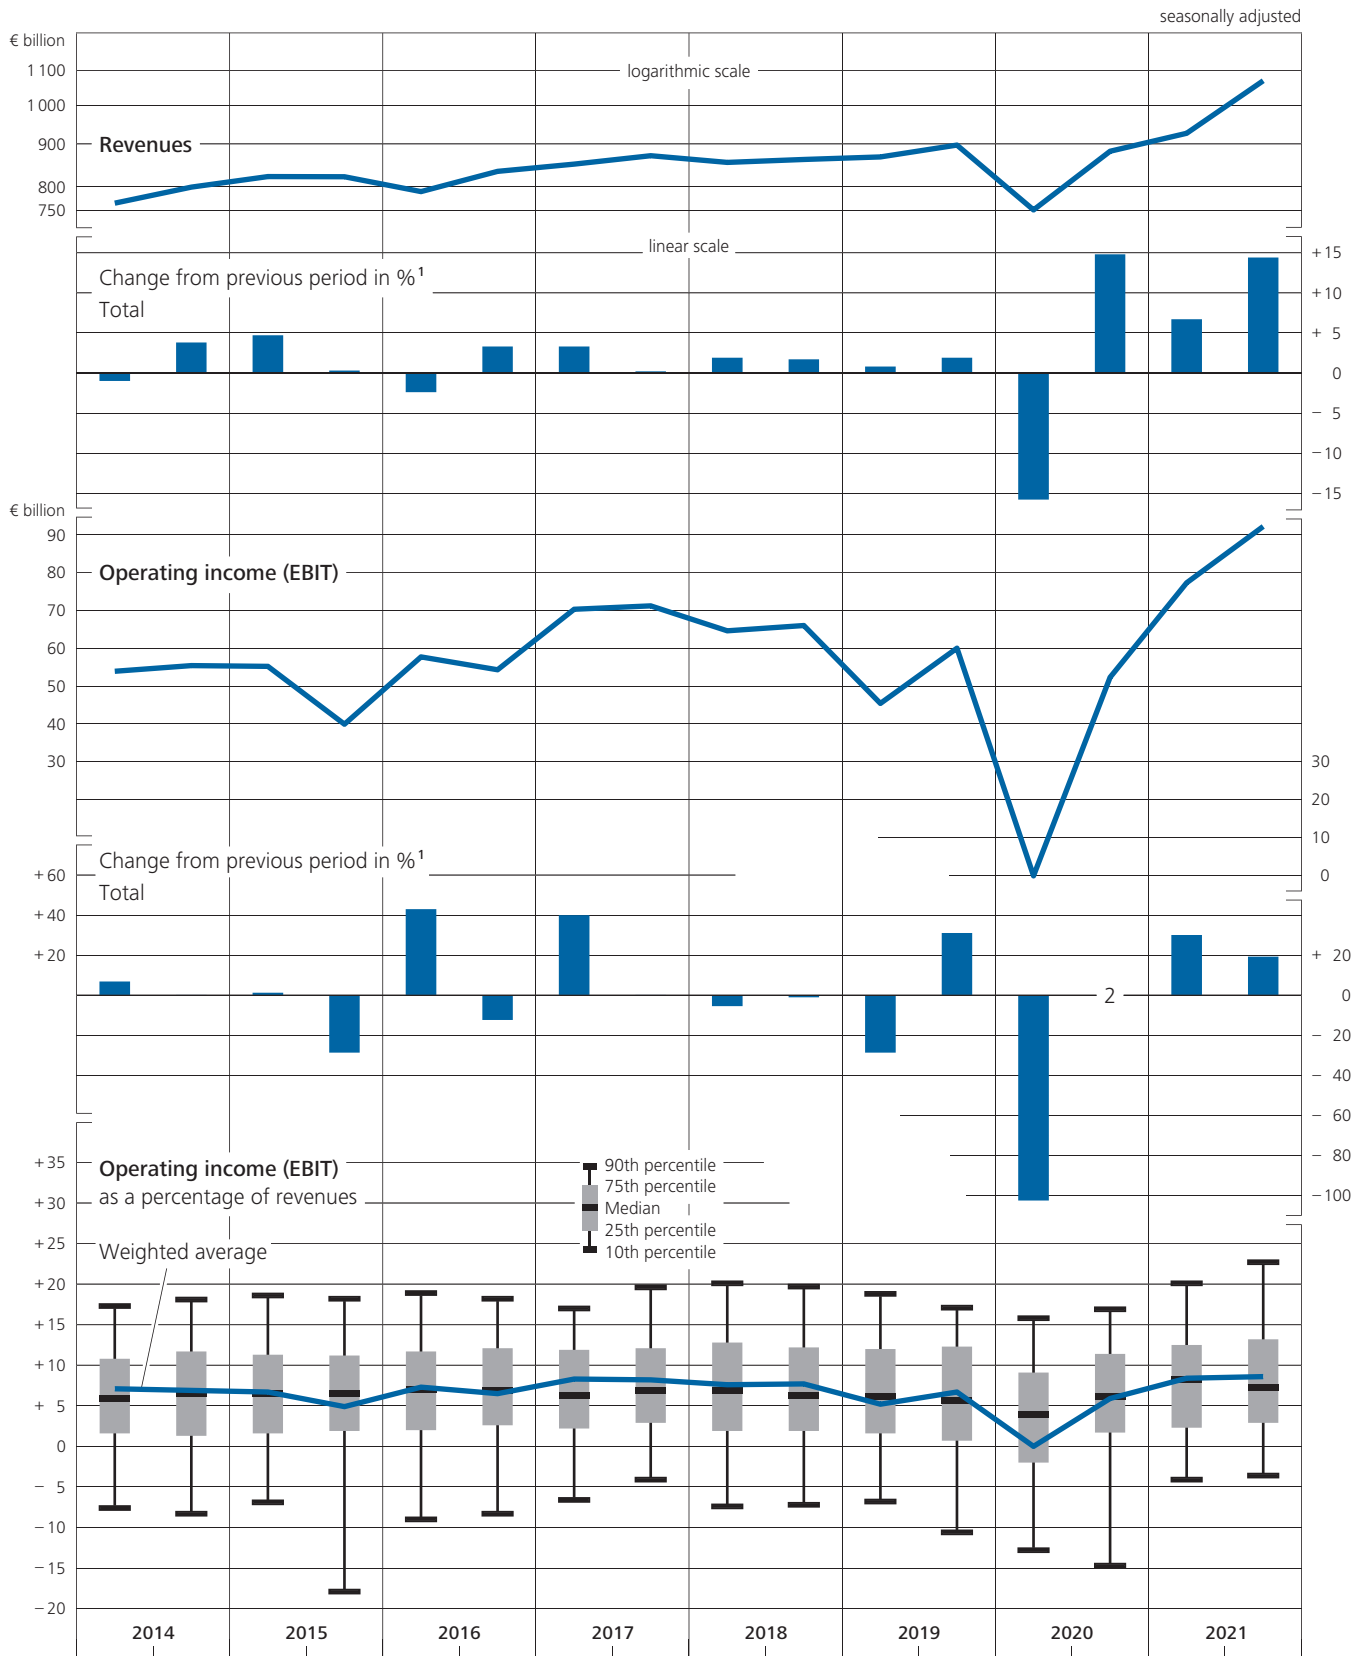 seasonally adjusted
€ billion
1 100
logarithmic scale
1 000
900
Revenues
800
750
linear scale
+ 15
Change from previous period in %¹
+ 10
Total
+ 5
0
− 5
− 10
− 15
€ billion
90
80
Operating income (EBIT)
70
60
50
40
30
30
20
10
0
Change from previous period in %¹
+ 60
Total
+ 40
+ 20
+ 20
0
2
− 20
− 40
− 60
− 80
− 100
+ 35
Operating income (EBIT)
as a percentage of revenues
+ 30
90th percentile
75th percentile
Median
25th percentile
10th percentile
+ 25
Weighted average
+ 20
+ 15
+ 10
+ 5
0
− 5
− 10
− 15
− 20
2014 2015 2016 2017 2018 2019 2020 2021